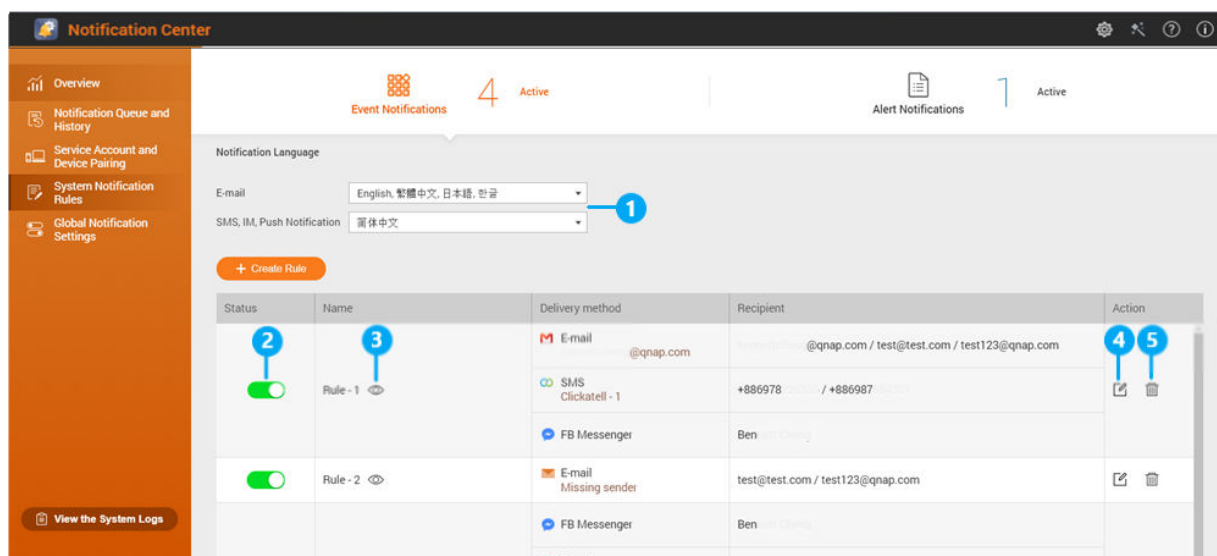 Notification Center
Overview
Notification Queue and
History
Service Account and
Device Pairing
System Notification
Rules
Global Notification
Settings
View the System Logs
Event Notifications
4
Active
Alert Notifications
1
Active
Notification Language
E-mail
English, 繁體中文, 日本語, 한글
1
SMS, IM, Push Notification
简体中文
+ Create Rule
Status
Name
Delivery method
Recipient
Action
2
3
4
5
Rule - 1
E-mail
@qnap.com
@qnap.com / test@test.com / test123@qnap.com
SMS
Clickatell - 1
+886978 / +886987
FB Messenger
Ben
Rule - 2
E-mail
Missing sender
test@test.com / test123@qnap.com
FB Messenger
Ben